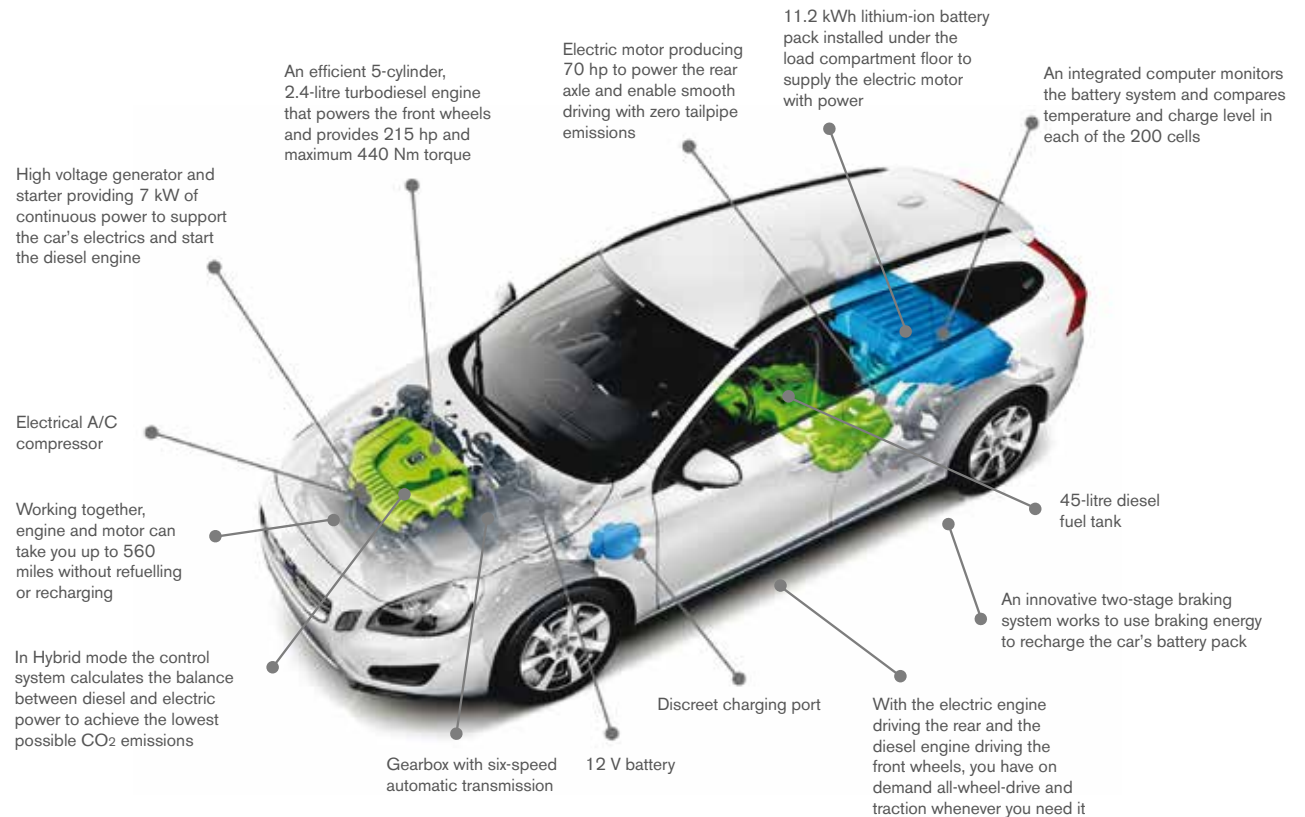 11.2 kWh lithium-ion battery
pack installed under the
load compartment floor to
supply the electric motor
with power
Electric motor producing
70 hp to power the rear
axle and enable smooth
driving with zero tailpipe
emissions
An efficient 5-cylinder,
2.4-litre turbodiesel engine
that powers the front wheels
and provides 215 hp and
maximum 440 Nm torque
An integrated computer monitors
the battery system and compares
temperature and charge level in
each of the 200 cells
High voltage generator and
starter providing 7 kW of
continuous power to support
the car’s electrics and start
the diesel engine
Electrical A/C
compressor
Working together,
engine and motor can
take you up to 560
miles without refuelling
or recharging
45-litre diesel
fuel tank
An innovative two-stage braking
system works to use braking energy
to recharge the car’s battery pack
In Hybrid mode the control
system calculates the balance
between diesel and electric
power to achieve the lowest
possible CO2 emissions
Discreet charging port
With the electric engine
driving the rear and the
diesel engine driving the
front wheels, you have on
demand all-wheel-drive and
traction whenever you need it
Gearbox with six-speed
automatic transmission
12 V battery